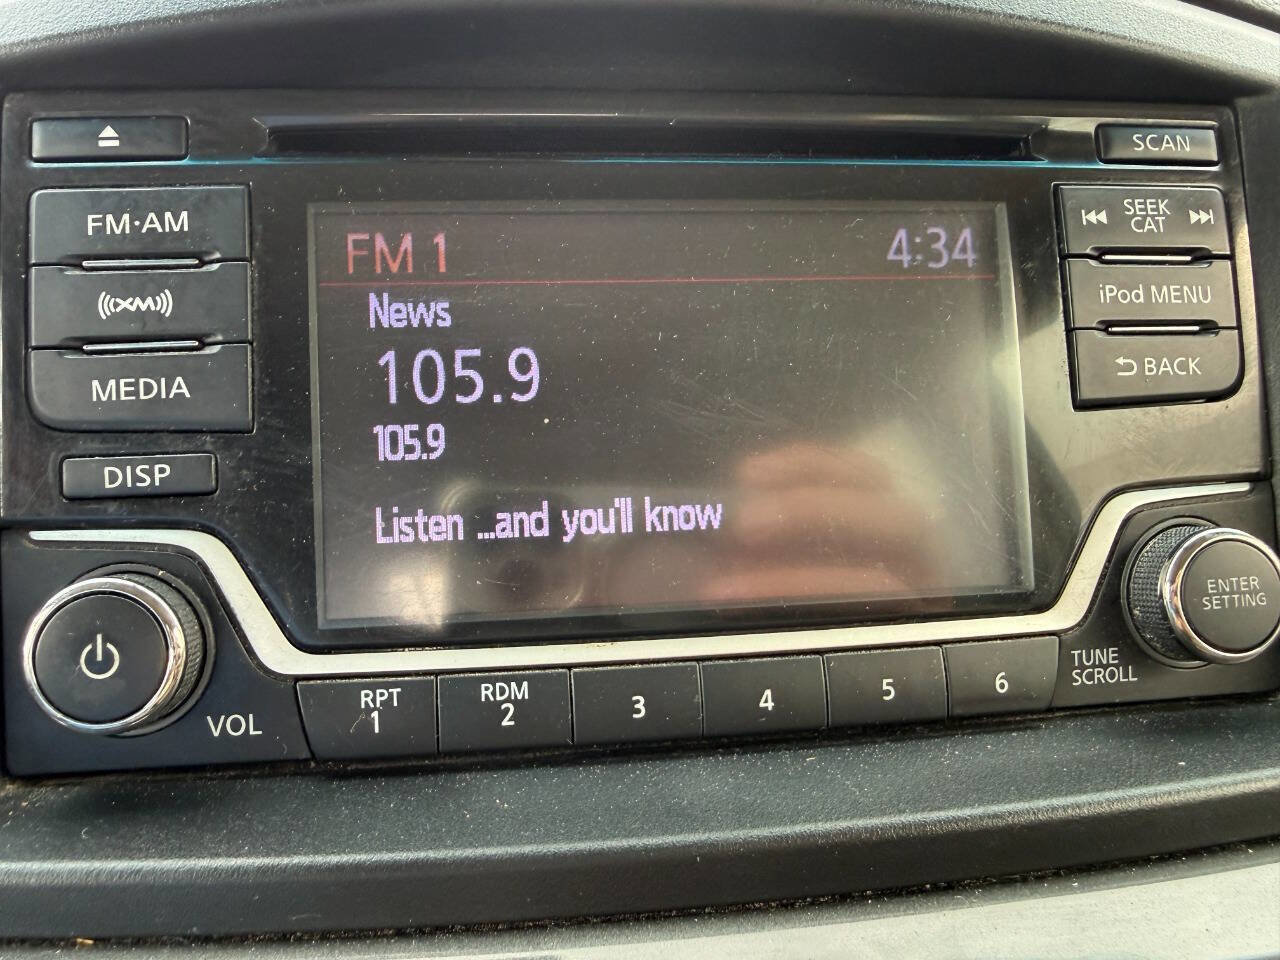 SCAN
FM·AM
SEEK
CAT
FM 1 4:34
((XM))
iPod MENU
News
105.9
MEDIA
BACK
105.9
DISP
Listen ...and you'll know
ENTER
SETTING
TUNE
SCROLL
VOL
RPT
1
RDM
2
3
4
5
6